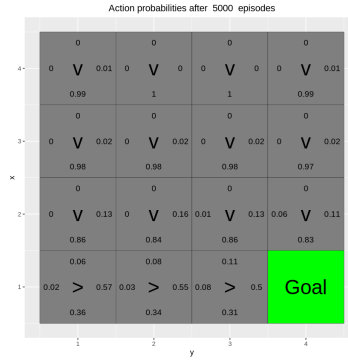 Action probabilities after 5000 episodes
0 0 0 0
4 0 V 0.01 0 V 0 0 V 0 0 V 0.01
0.99 1 1 0.99
0 0 0 0
3 0 V 0.02 0 V 0.02 0 V 0.02 0 V 0.02
0.98 0.98 0.98 0.97
x
0 0 0 0
2 0 V 0.13 0 V 0.16 0.01 V 0.13 0.06 V 0.11
0.86 0.84 0.86 0.83
0.06 0.08 0.11
1 0.02 > 0.57 0.03 > 0.55 0.08 > 0.5 Goal
0.36 0.34 0.31
1 2 3 4
y